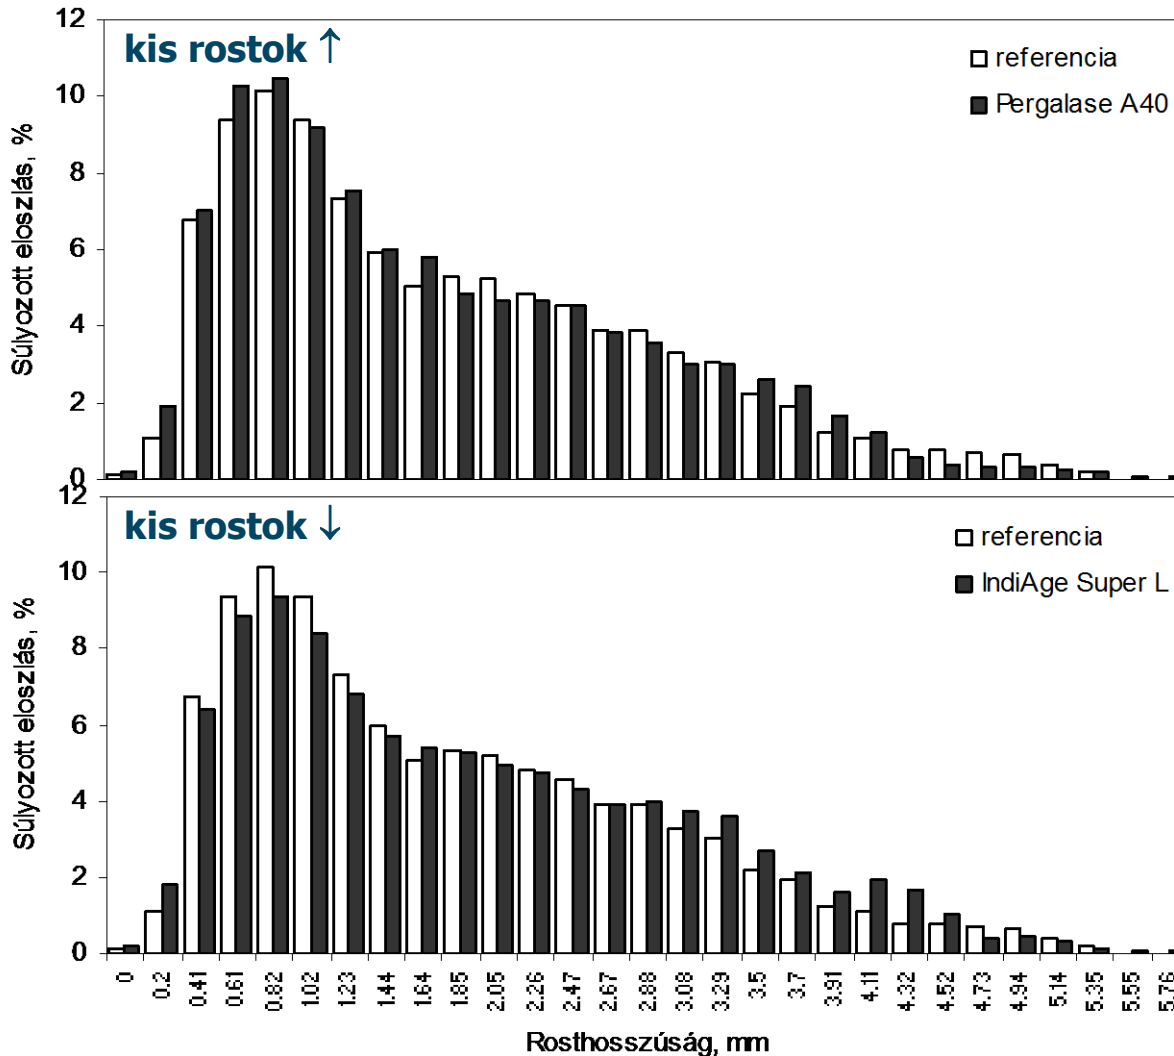 kis rostok ↑
referencia
Pergalase A40
Súlyozott eloszlás, %
12
10
8
6
4
2
0
kis rostok ↓
referencia
IndiAge Super L
Súlyozott eloszlás, %
12
10
8
6
4
2
0
0 0.2 0.41 0.61 0.82 1.02 1.23 1.44 1.64 1.85 2.05 2.26 2.47 2.67 2.88 3.08 3.29 3.5 3.7 3.91 4.11 4.32 4.52 4.73 4.94 5.14 5.35 5.55 5.76
Rosthosszúság, mm